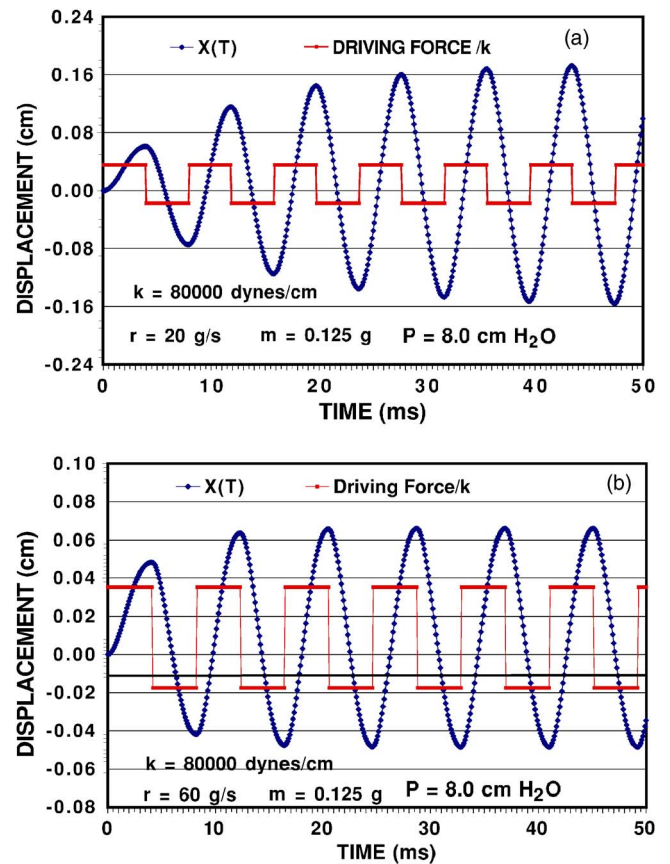 0.24
X(T) DRIVING FORCE /k (a)
0.16
0.08
0.00
-0.08
-0.16
-0.24
DISPLACEMENT (cm)
k = 80000 dynes/cm
r = 20 g/s m = 0.125 g P = 8.0 cm H₂O
0 10 20 30 40 50
TIME (ms)
0.10
X(T) Driving Force/k (b)
0.08
0.06
0.04
0.02
0.00
-0.02
-0.04
-0.06
-0.08
DISPLACEMENT (cm)
k = 80000 dynes/cm
r = 60 g/s m = 0.125 g P = 8.0 cm H₂O
0 10 20 30 40 50
TIME (ms)